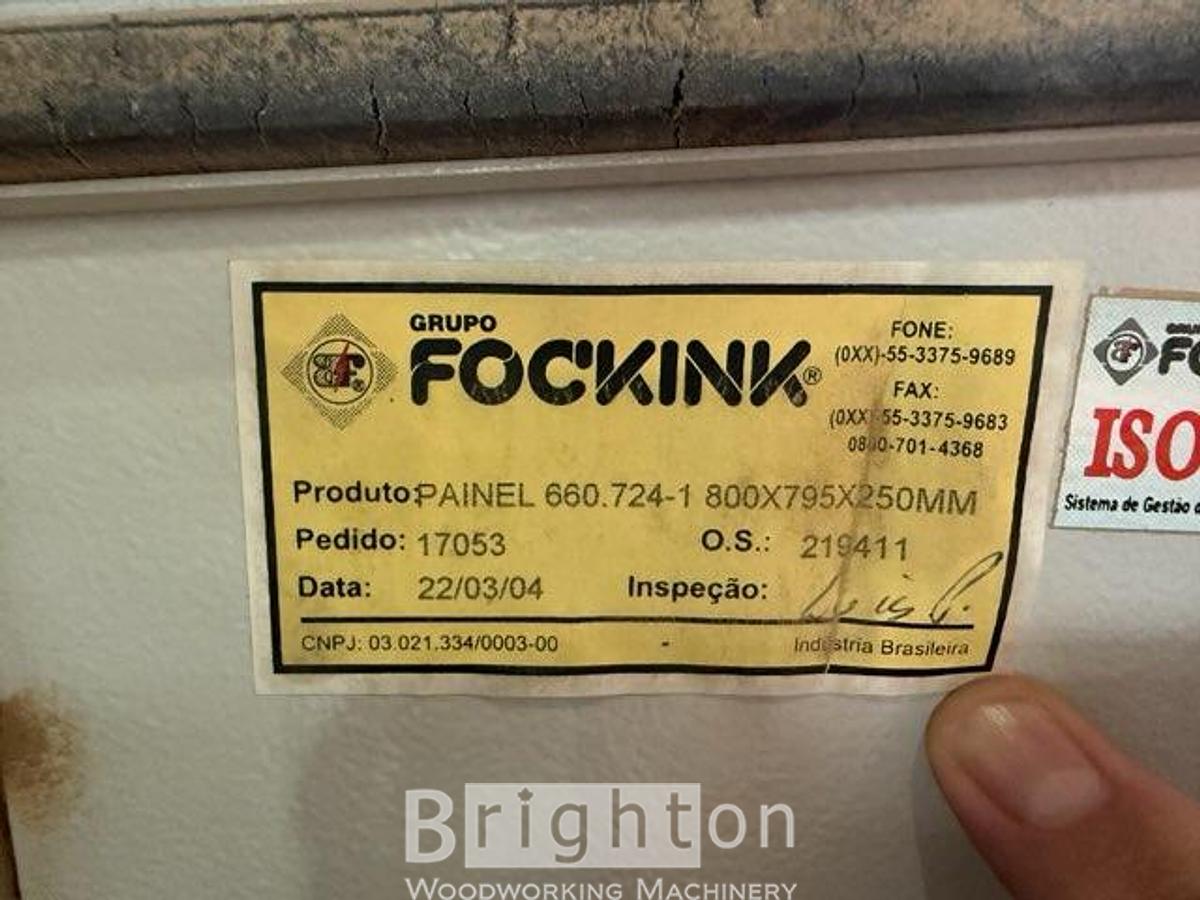 GRUPO
FOCKINK®
FONE:
(0XX)-55-3375-9689
FAX:
(0XX)-55-3375-9683
0800-701-4368
Produto: PAINEL 660.724-1 800X795X250MM
Pedido: 17053 O.S.: 219411
Data: 22/03/04 Inspeção: Luis P.
CNPJ: 03.021.334/0003-00 - Industria Brasileira
ISO
Sistema de Gestão
Brighton
WOODWORKING MACHINERY